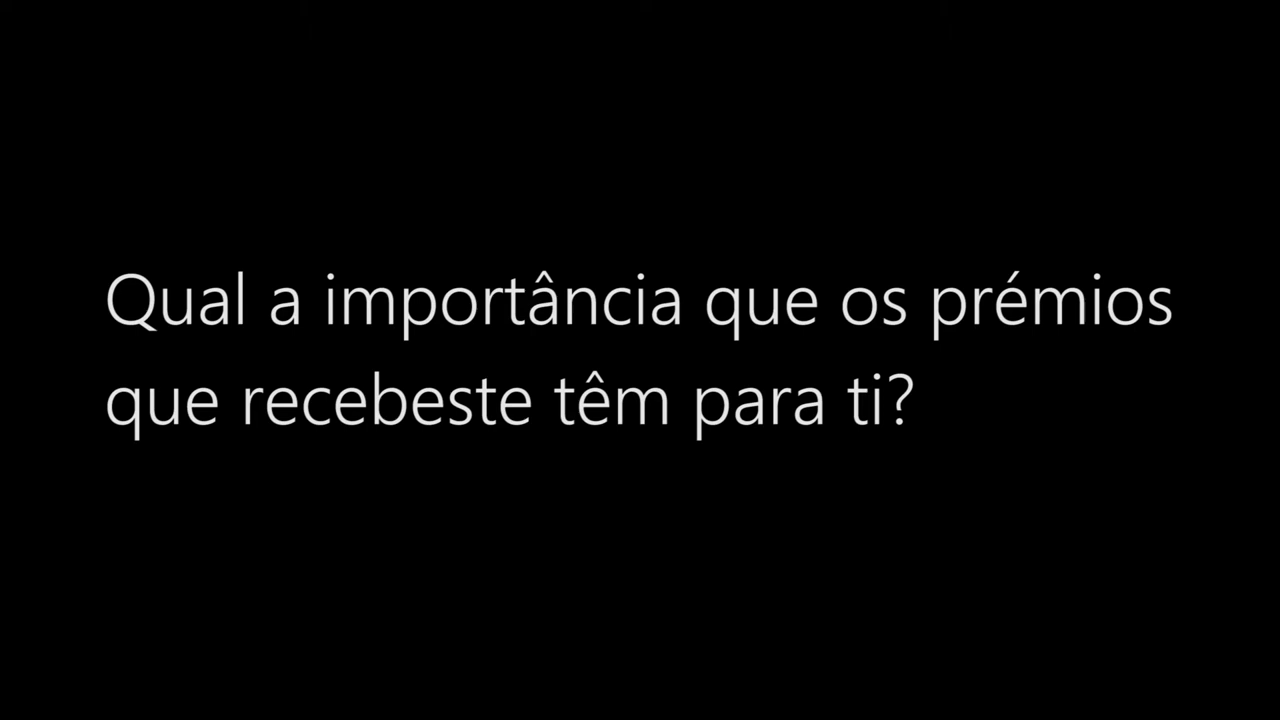 Qual a importância que os prémios
que recebeste têm para ti?